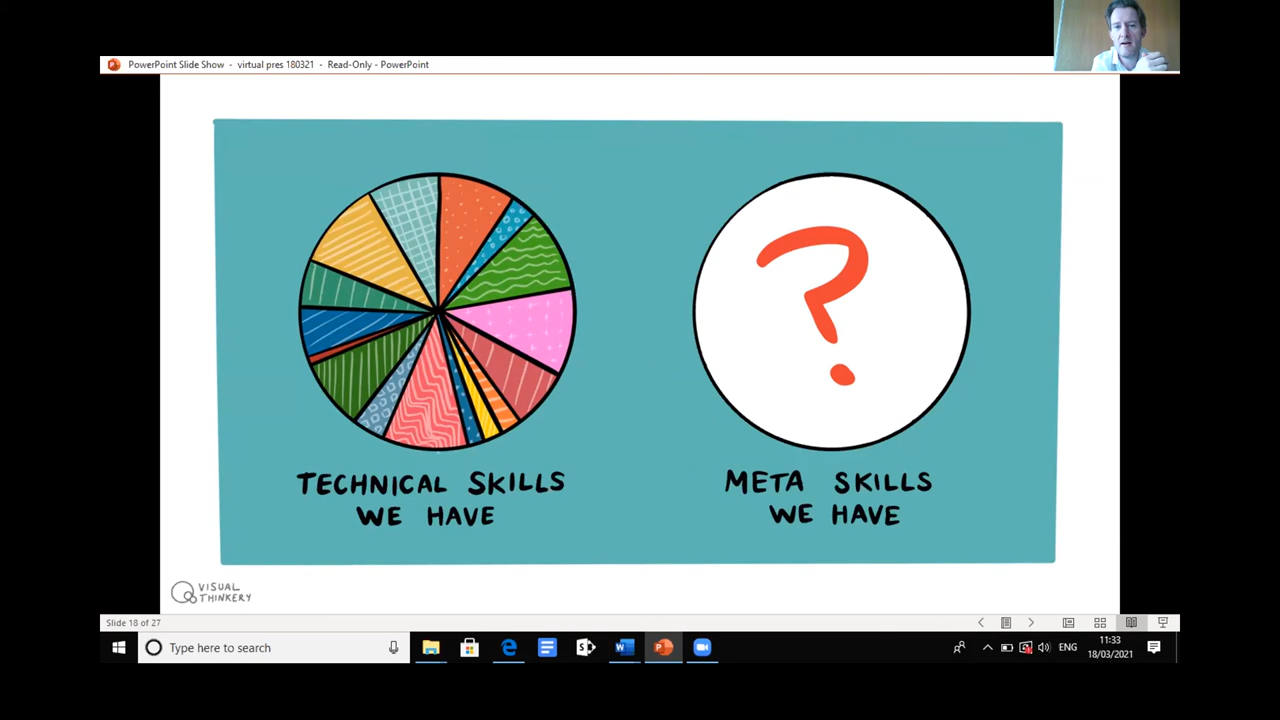 PowerPoint Slide Show - virtual pres 180321 - Read-Only - PowerPoint
TECHNICAL SKILLS
WE HAVE
META SKILLS
WE HAVE
VISUAL
THINKERY
Slide 18 of 27
Type here to search
ENG
11:33
18/03/2021